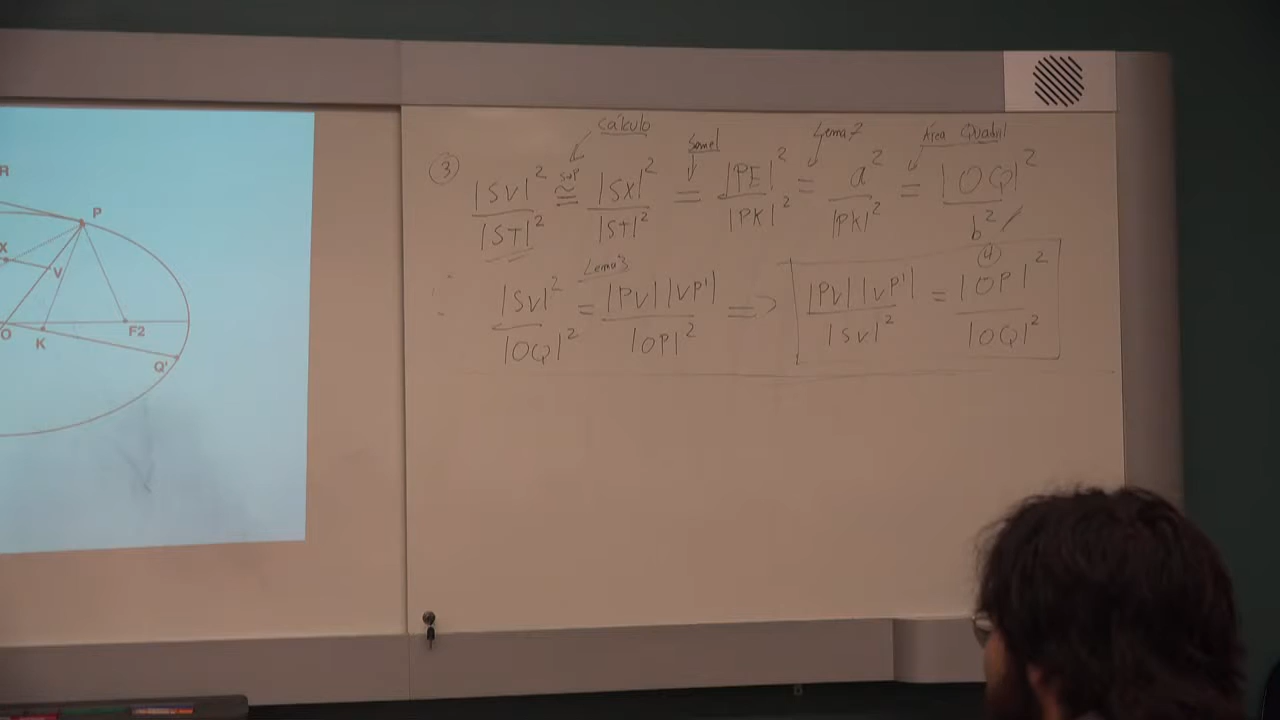 R
P
X
V
O
K
F2
Q'
cálculo
Semel
Lema 2
Área Quadril
③ |SV|²/|ST|² ≅ sup |SX|²/|ST|² = |PE|²/|PK|² = a²/|PK|² = |OQ|²/b²
Lema 3
∴ |SV|²/|OQ|² = |PV||VP'|/|OP|² => |PV||VP'|/|SV|² = ④ |OP|²/|OQ|²